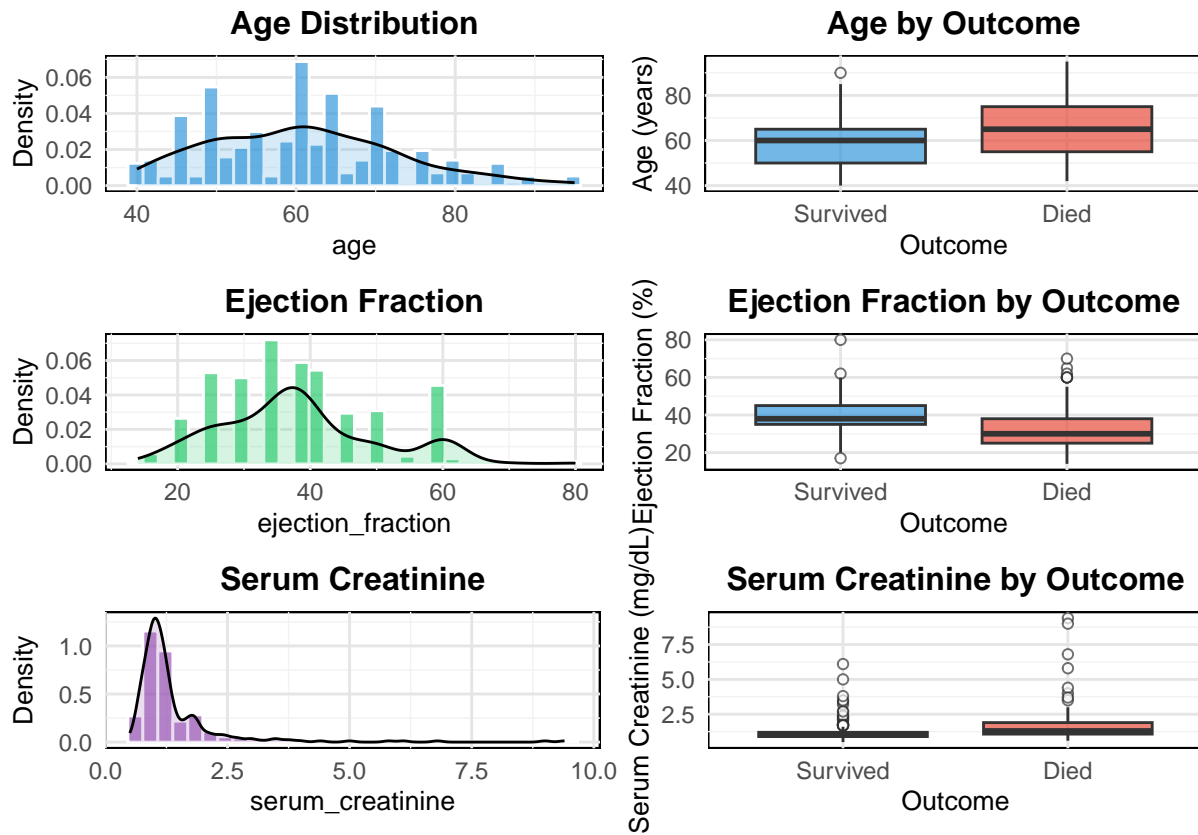 Age Distribution
Density
0.06
0.04
0.02
0.00
40 60 80
age
Age by Outcome
Age (years)
80
60
40
Survived Died
Outcome
Ejection Fraction
Density
0.06
0.04
0.02
0.00
20 40 60 80
ejection_fraction
Ejection Fraction by Outcome
Ejection Fraction (%)
80
60
40
20
Survived Died
Outcome
Serum Creatinine
Density
1.0
0.5
0.0
0.0 2.5 5.0 7.5 10.0
serum_creatinine
Serum Creatinine by Outcome
Serum Creatinine (mg/dL)
7.5
5.0
2.5
Survived Died
Outcome